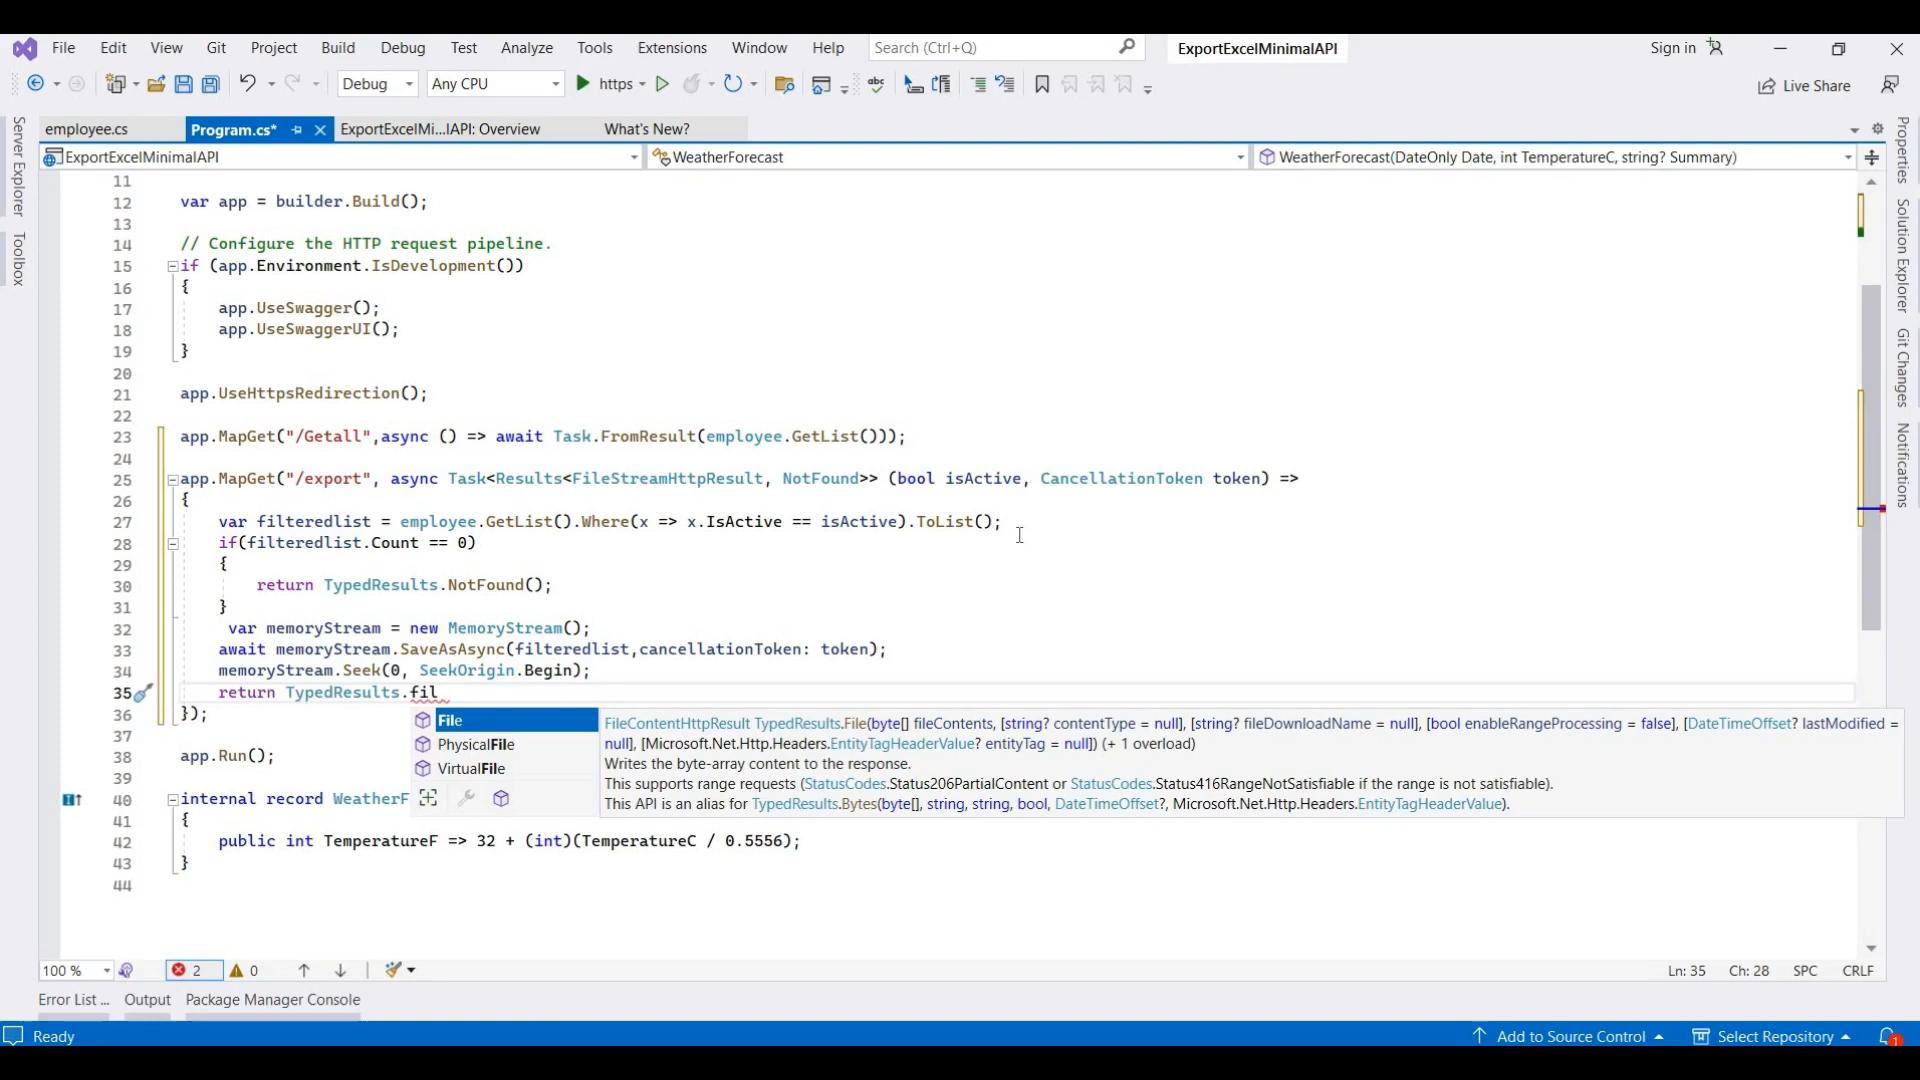 File Edit View Git Project Build Debug Test Analyze Tools Extensions Window Help Search (Ctrl+Q) ExportExcelMinimalAPI Sign in
Debug Any CPU https Live Share
employee.cs Program.cs* ExportExcelMi...IAPI: Overview What's New?
ExportExcelMinimalAPI WeatherForecast WeatherForecast(DateOnly Date, int TemperatureC, string? Summary)
Server Explorer
Toolbox
11
12 var app = builder.Build();
13
14 // Configure the HTTP request pipeline.
15 if (app.Environment.IsDevelopment())
16 {
17 app.UseSwagger();
18 app.UseSwaggerUI();
19 }
20
21 app.UseHttpsRedirection();
22
23 app.MapGet("/Getall",async () => await Task.FromResult(employee.GetList()));
24
25 app.MapGet("/export", async Task<Results<FileStreamHttpResult, NotFound>> (bool isActive, CancellationToken token) =>
26 {
27 var filteredlist = employee.GetList().Where(x => x.IsActive == isActive).ToList();
28 if(filteredlist.Count == 0)
29 {
30 return TypedResults.NotFound();
31 }
32 var memoryStream = new MemoryStream();
33 await memoryStream.SaveAsAsync(filteredlist,cancellationToken: token);
34 memoryStream.Seek(0, SeekOrigin.Begin);
35 return TypedResults.fil
36 });
37
38 app.Run();
39
40 internal record WeatherF
41 {
42 public int TemperatureF => 32 + (int)(TemperatureC / 0.5556);
43 }
44
File
PhysicalFile
VirtualFile
FileContentHttpResult TypedResults.File(byte[] fileContents, [string? contentType = null], [string? fileDownloadName = null], [bool enableRangeProcessing = false], [DateTimeOffset? lastModified =
null], [Microsoft.Net.Http.Headers.EntityTagHeaderValue? entityTag = null]) (+ 1 overload)
Writes the byte-array content to the response.
This supports range requests (StatusCodes.Status206PartialContent or StatusCodes.Status416RangeNotSatisfiable if the range is not satisfiable).
This API is an alias for TypedResults.Bytes(byte[], string, string, bool, DateTimeOffset?, Microsoft.Net.Http.Headers.EntityTagHeaderValue).
Properties
Solution Explorer
Git Changes
Notifications
100 % 2 0 Ln: 35 Ch: 28 SPC CRLF
Error List ... Output Package Manager Console
Ready Add to Source Control Select Repository 1